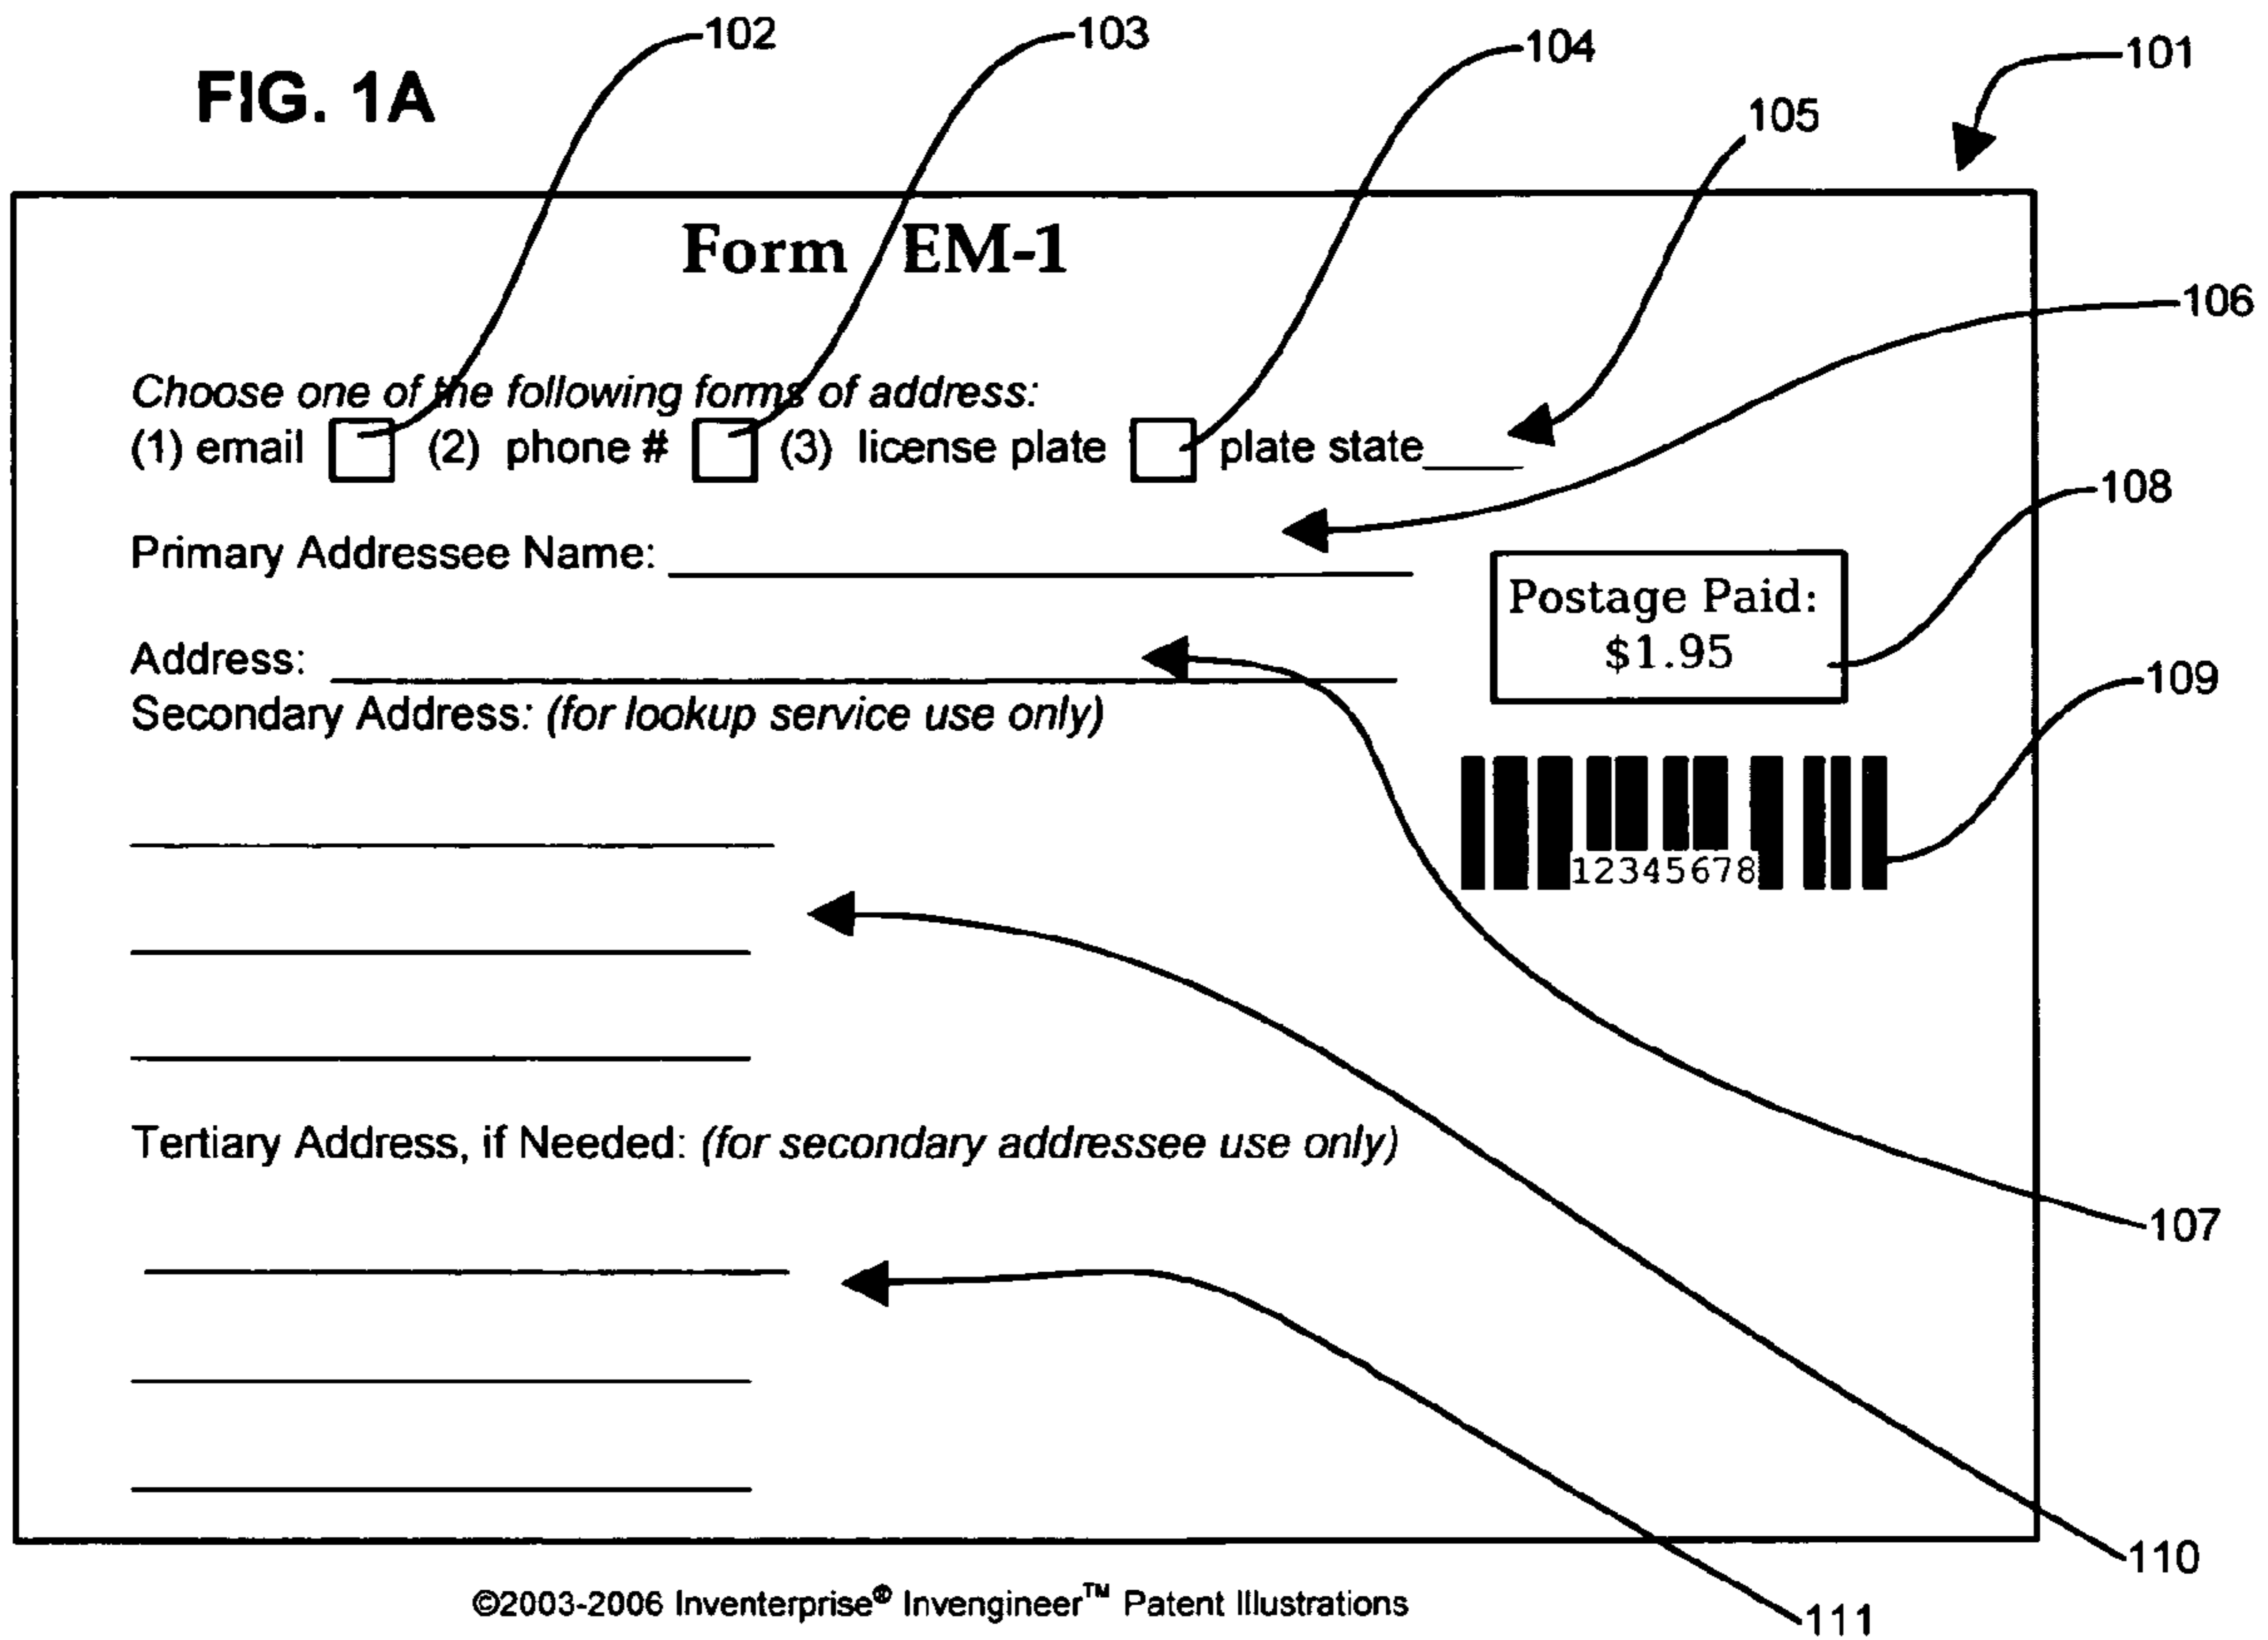 102
103
104
101
FIG. 1A
105
Form EM-1
106
Choose one of the following forms of address:
(1) email (2) phone # (3) license plate plate state
108
Primary Addressee Name:
Postage Paid:
$1.95
Address:
109
Secondary Address: (for lookup service use only)
12345678
Tertiary Address, if Needed: (for secondary addressee use only)
107
110
©2003-2006 Inventerprise® Invengineer™ Patent Illustrations
111